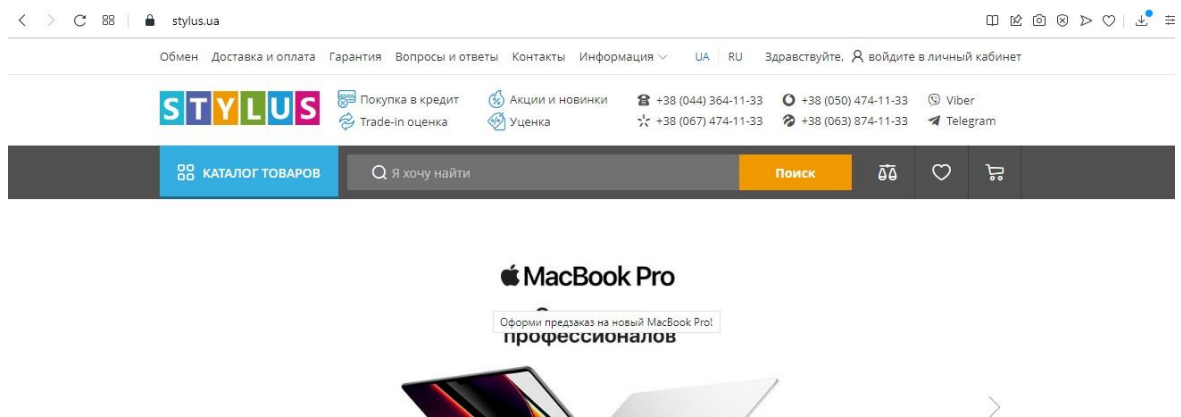 stylus.ua
Обмен Доставка и оплата Гарантия Вопросы и ответы Контакты Информация UA RU Здравствуйте, войдите в личный кабинет
STYLUS
Покупка в кредит Акции и новинки +38 (044) 364-11-33 +38 (050) 474-11-33 Viber
Trade-in оценка Уценка +38 (067) 474-11-33 +38 (063) 874-11-33 Telegram
КАТАЛОГ ТОВАРОВ Я хочу найти Поиск
MacBook Pro
Оформи предзаказ на новый MacBook Pro!
профессионалов